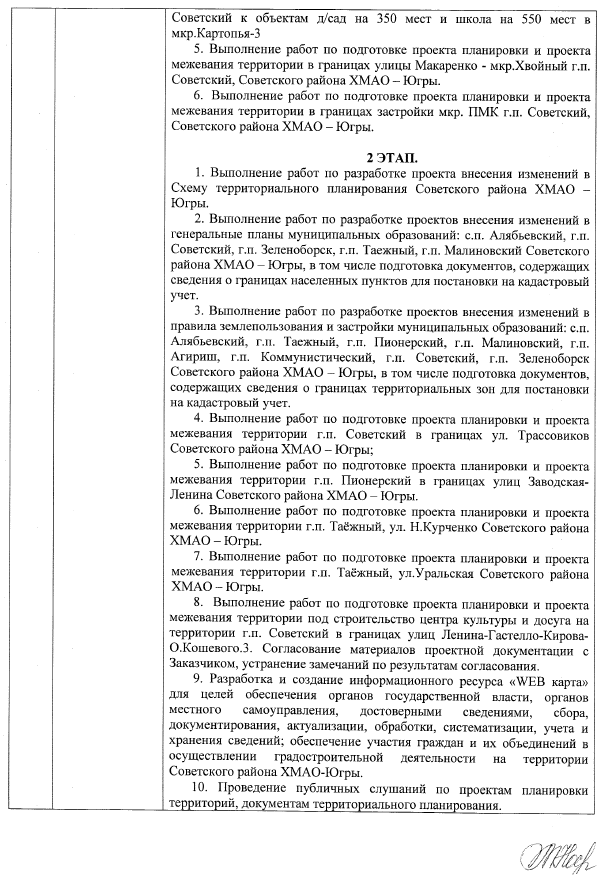 Советский к объектам д/сад на 350 мест и школа на 550 мест в
мкр.Картопья-3
5. Выполнение работ по подготовке проекта планировки и проекта
межевания территории в границах улицы Макаренко - мкр.Хвойный г.п.
Советский, Советского района ХМАО – Югры.
6. Выполнение работ по подготовке проекта планировки и проекта
межевания территории в границах застройки мкр. ПМК г.п. Советский,
Советского района ХМАО – Югры.
2 ЭТАП.
1. Выполнение работ по разработке проекта внесения изменений в
Схему территориального планирования Советского района ХМАО –
Югры.
2. Выполнение работ по разработке проектов внесения изменений в
генеральные планы муниципальных образований: с.п. Алябьевский, г.п.
Советский, г.п. Зеленоборск, г.п. Таежный, г.п. Малиновский Советского
района ХМАО – Югры, в том числе подготовка документов, содержащих
сведения о границах населенных пунктов для постановки на кадастровый
учет.
3. Выполнение работ по разработке проектов внесения изменений в
правила землепользования и застройки муниципальных образований: с.п.
Алябьевский, г.п. Таежный, г.п. Пионерский, г.п. Малиновский, г.п.
Агириш, г.п. Коммунистический, г.п. Советский, г.п. Зеленоборск
Советского района ХМАО – Югры, в том числе подготовка документов,
содержащих сведения о границах территориальных зон для постановки
на кадастровый учет.
4. Выполнение работ по подготовке проекта планировки и проекта
межевания территории г.п. Советский в границах ул. Трассовиков
Советского района ХМАО – Югры;
5. Выполнение работ по подготовке проекта планировки и проекта
межевания территории г.п. Пионерский в границах улиц Заводская-
Ленина Советского района ХМАО – Югры.
6. Выполнение работ по подготовке проекта планировки и проекта
межевания территории г.п. Таёжный, ул. Н.Курченко Советского района
ХМАО – Югры.
7. Выполнение работ по подготовке проекта планировки и проекта
межевания территории г.п. Таёжный, ул.Уральская Советского района
ХМАО – Югры.
8. Выполнение работ по подготовке проекта планировки и проекта
межевания территории под строительство центра культуры и досуга на
территории г.п. Советский в границах улиц Ленина-Гастелло-Кирова-
О.Кошевого.3. Согласование материалов проектной документации с
Заказчиком, устранение замечаний по результатам согласования.
9. Разработка и создание информационного ресурса «WEB карта»
для целей обеспечения органов государственной власти, органов
местного самоуправления, достоверными сведениями, сбора,
документирования, актуализации, обработки, систематизации, учета и
хранения сведений; обеспечение участия граждан и их объединений в
осуществлении градостроительной деятельности на территории
Советского района ХМАО-Югры.
10. Проведение публичных слушаний по проектам планировки
территорий, документам территориального планирования.